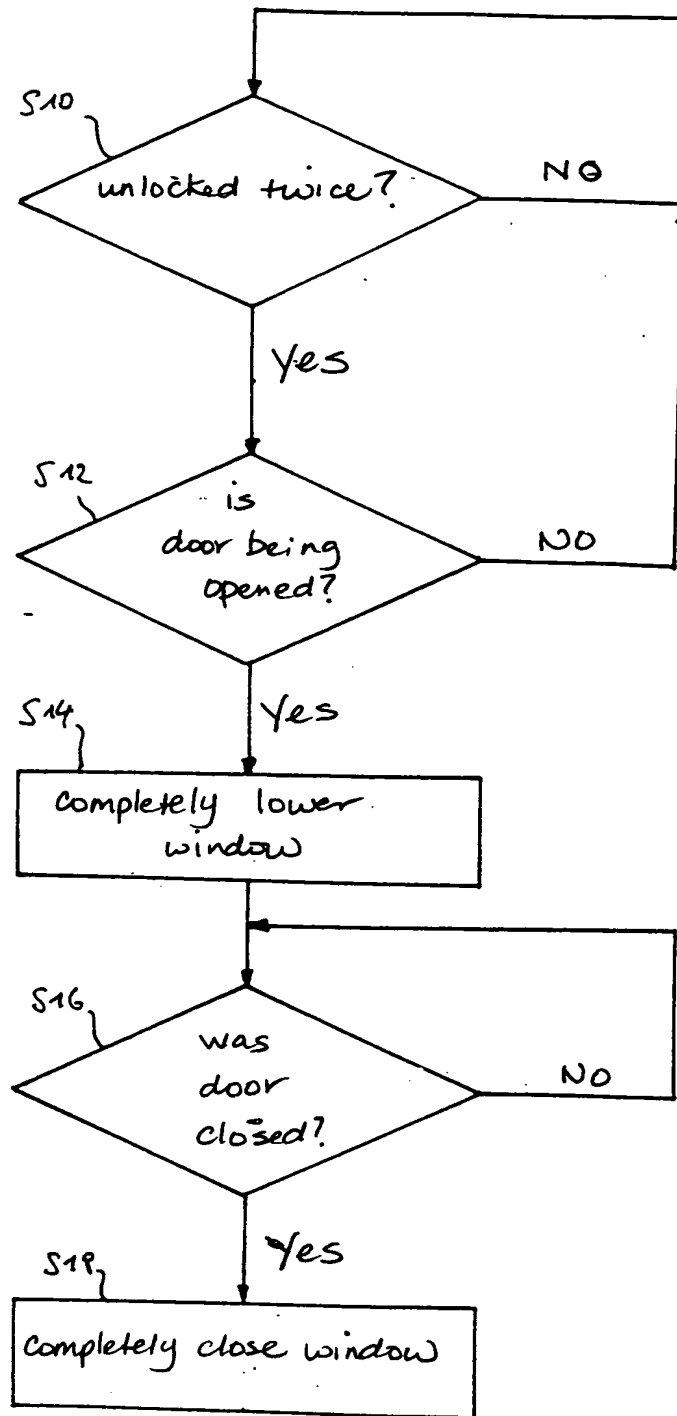 S10
unlocked twice?
NO
Yes
S12
is
door being
opened?
NO
Yes
S14
completely lower
window
S16
was
door
closed?
NO
Yes
S18
completely close window